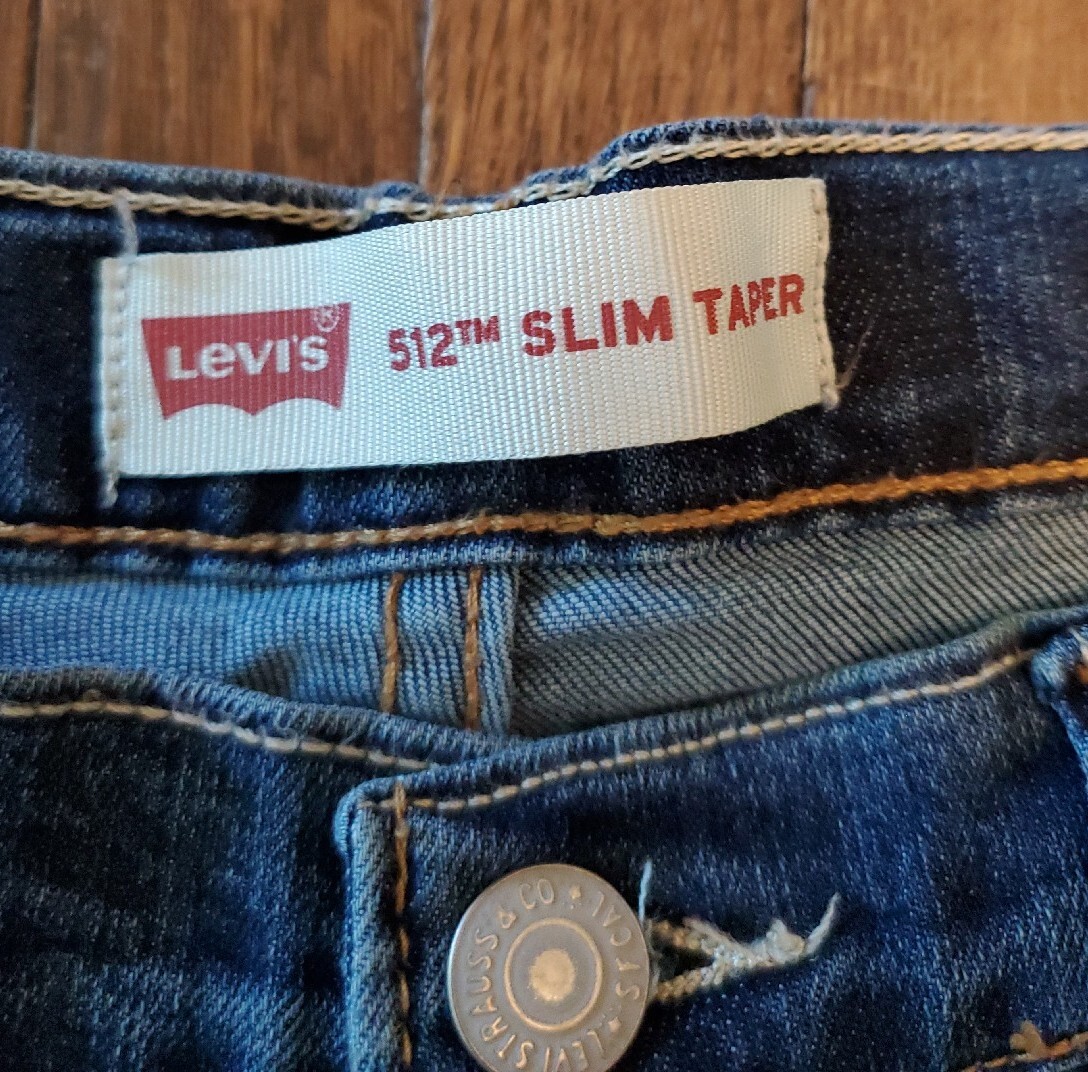 LEVI'S® 512™ SLIM TAPER
LEVI STRAUSS & CO ★ S F CAL ★